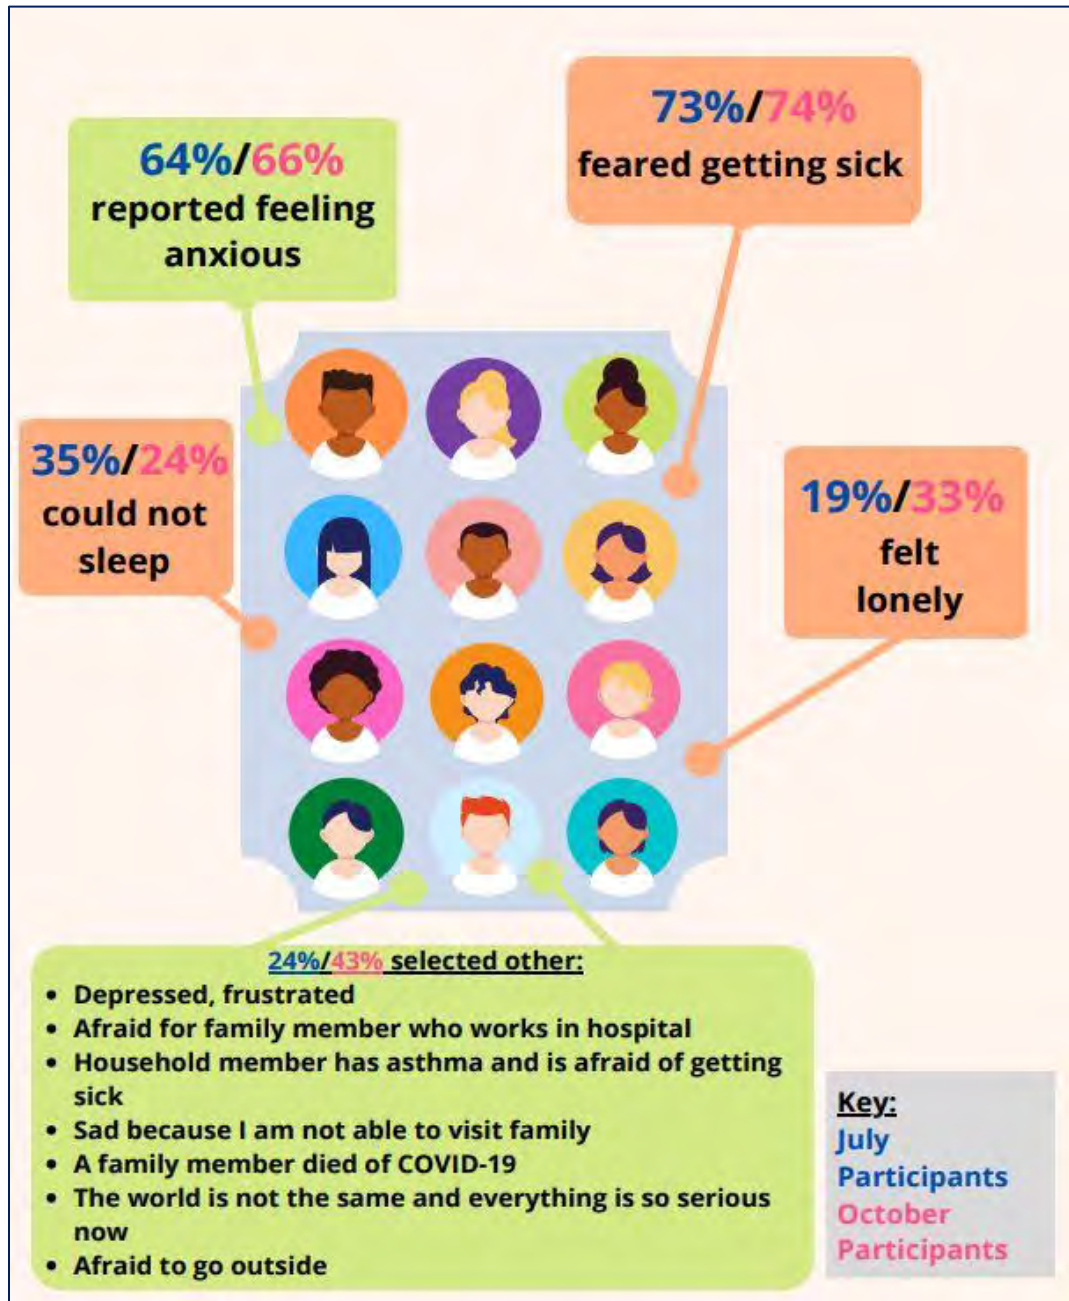 73%/74%
feared getting sick
64%/66%
reported feeling
anxious
35%/24%
could not
sleep
19%/33%
felt
lonely
24%/43% selected other:
• Depressed, frustrated
• Afraid for family member who works in hospital
• Household member has asthma and is afraid of getting
sick
• Sad because I am not able to visit family
• A family member died of COVID-19
• The world is not the same and everything is so serious
now
• Afraid to go outside
Key:
July
Participants
October
Participants